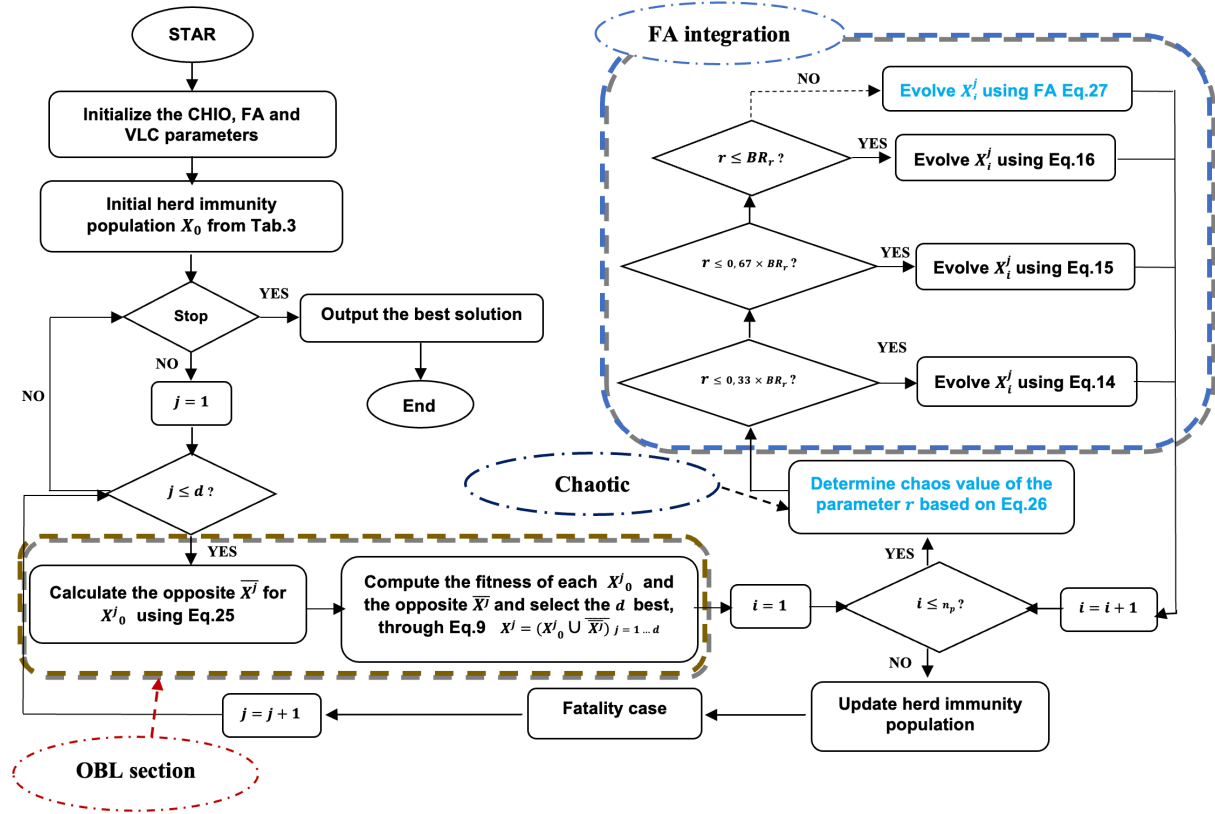 STAR
Initialize the CHIO, FA and
VLC parameters
Initial herd immunity
population X₀ from Tab.3
Stop
YES
Output the best solution
End
NO
j = 1
NO
j ≤ d ?
YES
Calculate the opposite X̅ʲ for
Xʲ₀ using Eq.25
Compute the fitness of each Xʲ₀ and
the opposite X̅ʲ and select the d best,
through Eq.9 Xʲ = (Xʲ₀ ∪ X̅ʲ) j = 1 … d
OBL section
i = 1
i ≤ nₚ ?
i = i + 1
YES
NO
Update herd immunity
population
Fatality case
j = j + 1
Chaotic
Determine chaos value of the
parameter r based on Eq.26
FA integration
r ≤ 0,33 × BRᵣ ?
YES
Evolve Xᵢʲ using Eq.14
r ≤ 0,67 × BRᵣ ?
YES
Evolve Xᵢʲ using Eq.15
r ≤ BRᵣ ?
YES
Evolve Xᵢʲ using Eq.16
NO
Evolve Xᵢʲ using FA Eq.27